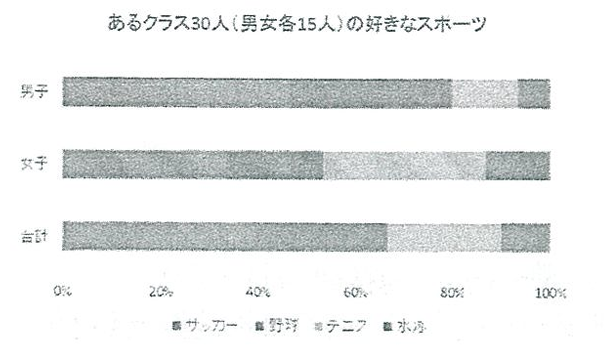 あるクラス30人(男女各15人)の好きなスポーツ
男子
女子
合計
0% 20% 40% 60% 80% 100%
■サッカー ■野球 ■テニス ■水泳